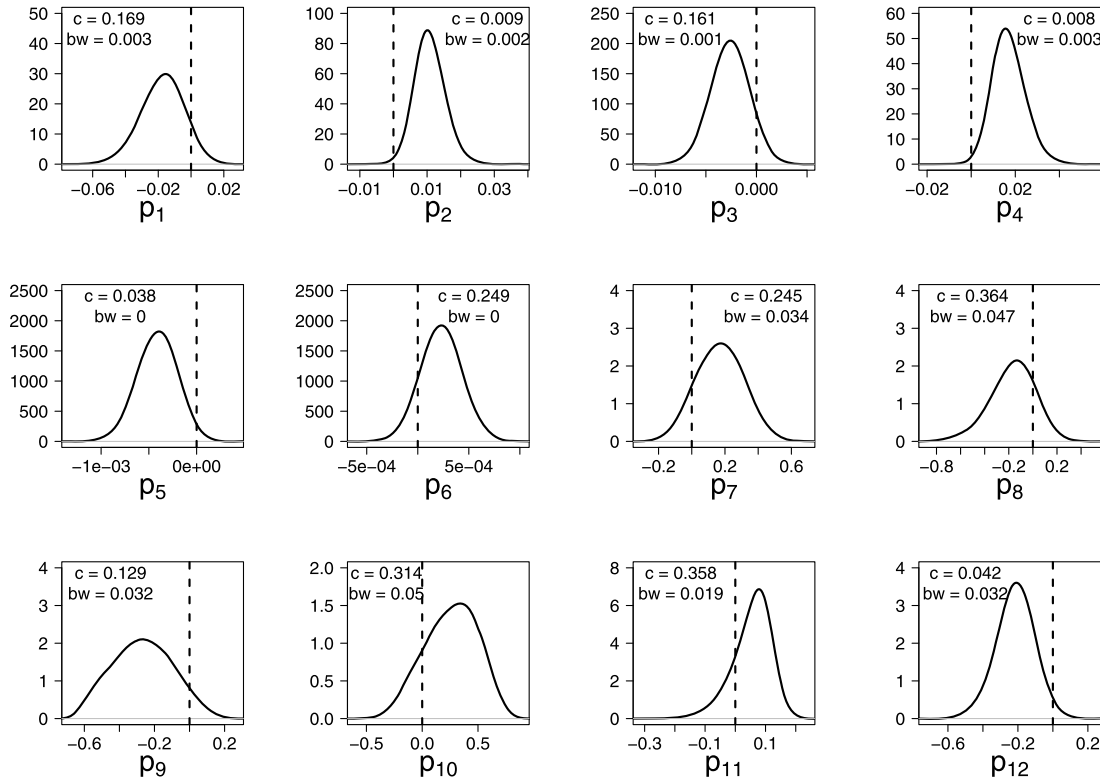 c = 0.169
bw = 0.003
50
40
30
20
10
0
−0.06 −0.02 0.02
p1
c = 0.009
bw = 0.002
100
80
60
40
20
0
−0.01 0.01 0.03
p2
c = 0.161
bw = 0.001
250
200
150
100
50
0
−0.010 0.000
p3
c = 0.008
bw = 0.003
60
50
40
30
20
10
0
−0.02 0.02
p4
c = 0.038
bw = 0
2500
2000
1500
1000
500
0
−1e−03 0e+00
p5
c = 0.249
bw = 0
2500
2000
1500
1000
500
0
−5e−04 5e−04
p6
c = 0.245
bw = 0.034
4
3
2
1
0
−0.2 0.2 0.6
p7
c = 0.364
bw = 0.047
4
3
2
1
0
−0.8 −0.2 0.2
p8
c = 0.129
bw = 0.032
4
3
2
1
0
−0.6 −0.2 0.2
p9
c = 0.314
bw = 0.05
2.0
1.5
1.0
0.5
0.0
−0.5 0.0 0.5
p10
c = 0.358
bw = 0.019
8
6
4
2
0
−0.3 −0.1 0.1
p11
c = 0.042
bw = 0.032
4
3
2
1
0
−0.6 −0.2 0.2
p12